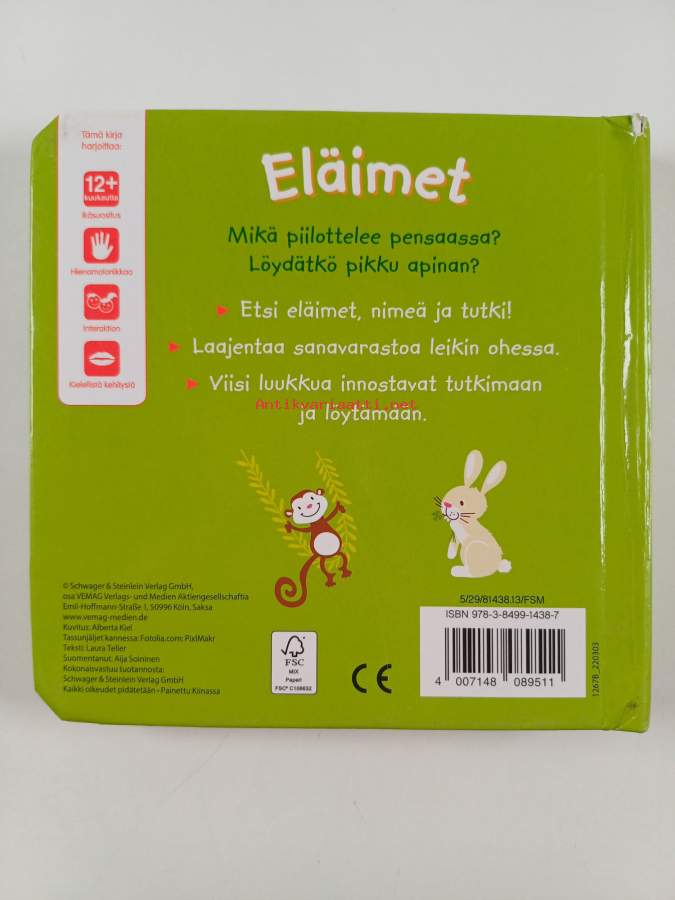 Tämä kirja
harjoittaa:
12+
kuukautta
Ikäsuositus
Hienomotoriikkaa
Interaktion
Kielellistä kehitystä
Eläimet
Mikä piilottelee pensaassa?
Löydätkö pikku apinan?
Etsi eläimet, nimeä ja tutki!
Laajentaa sanavarastoa leikin ohessa.
Viisi luukkua innostavat tutkimaan
ja löytämään.
Antikvariaatti.net
© Schwager & Steinlein Verlag GmbH,
osa VEMAG Verlags- und Medien Aktiengesellschaftia
Emil-Hoffmann-Straße 1, 50996 Köln, Saksa
www.vemag-medien.de
Kuvitus: Alberta Kiel
Tassunjäljet kannessa: Fotolia.com: PixlMakr
Teksti: Laura Teller
Suomentanut: Aija Soininen
Kokonaisvastuu tuotannosta:
Schwager & Steinlein Verlag GmbH
Kaikki oikeudet pidätetään • Painettu Kiinassa
FSC
MIX
Paperi
FSC® C108632
CE
5/29/81438.13/FSM
ISBN 978-3-8499-1438-7
4 007148 089511
1267B_220303